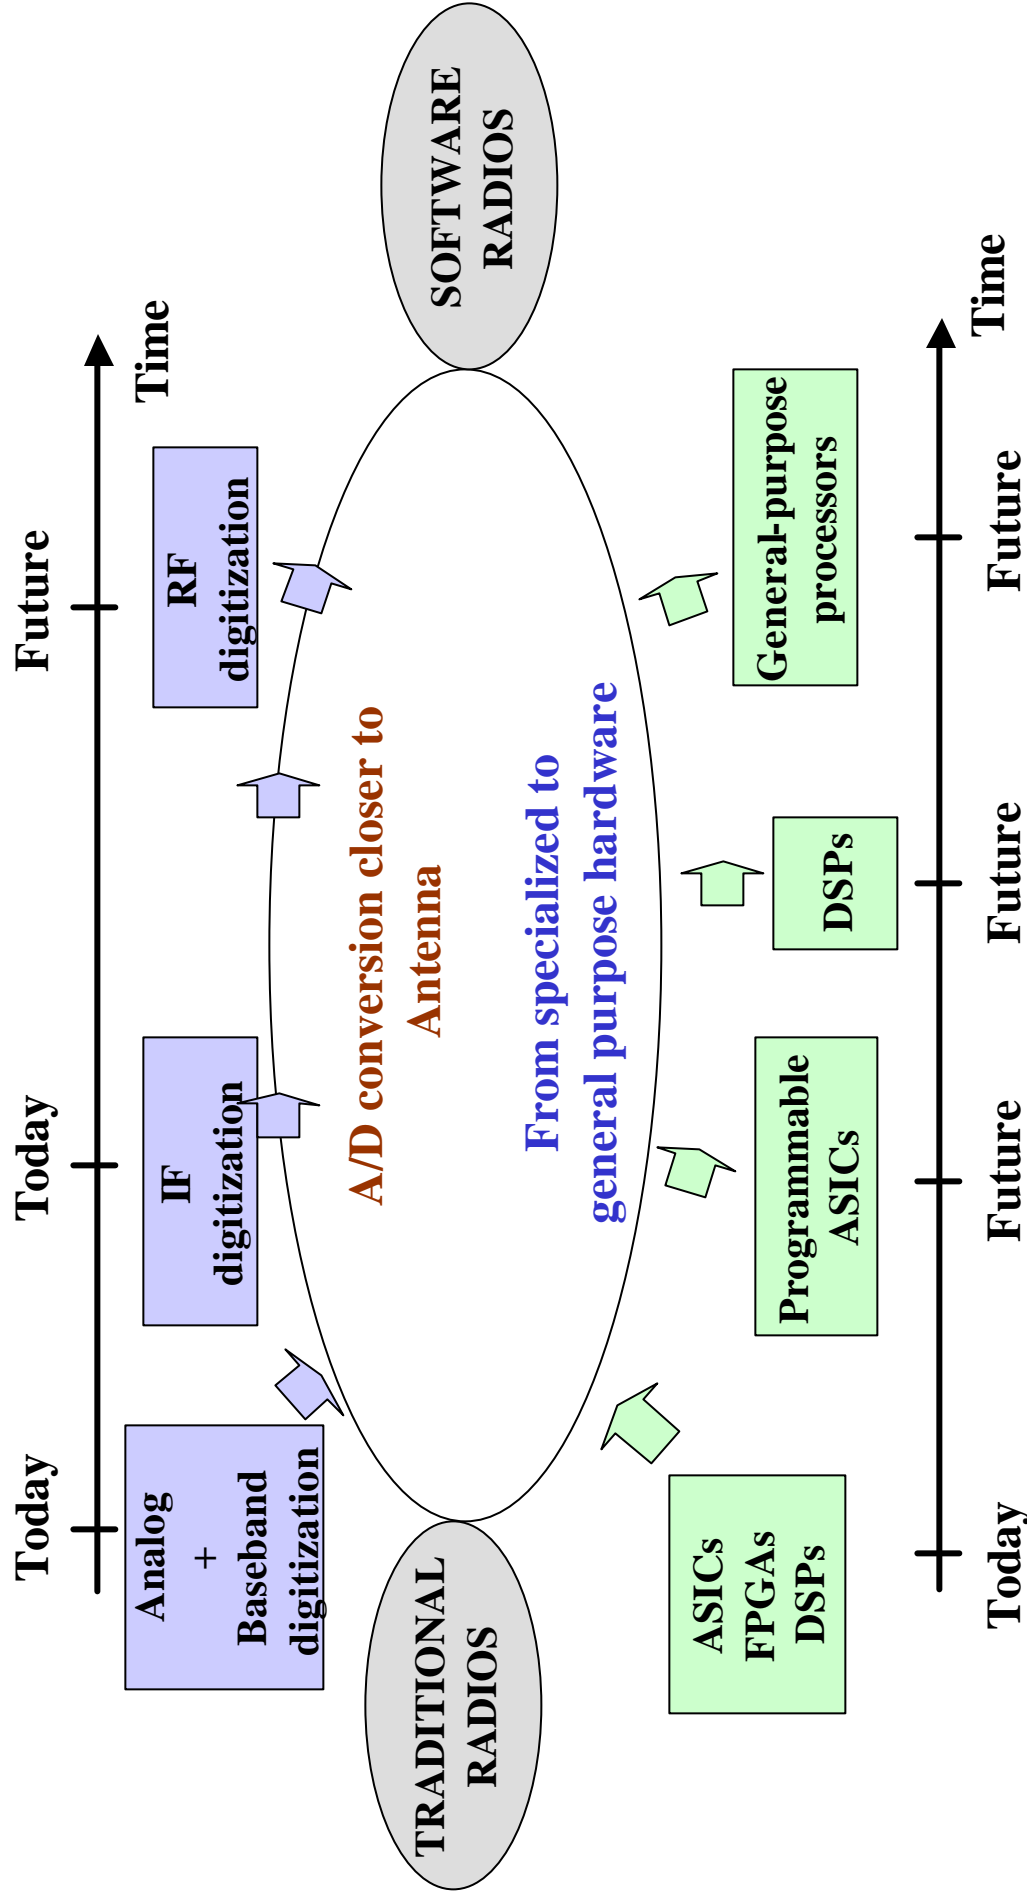 Today
Today
Future
Time
Analog
+
Baseband
digitization
IF
digitization
RF
digitization
TRADITIONAL
RADIOS
A/D conversion closer to
Antenna
From specialized to
general purpose hardware
SOFTWARE
RADIOS
ASICs
FPGAs
DSPs
Programmable
ASICs
DSPs
General-purpose
processors
Time
Today
Future
Future
Future